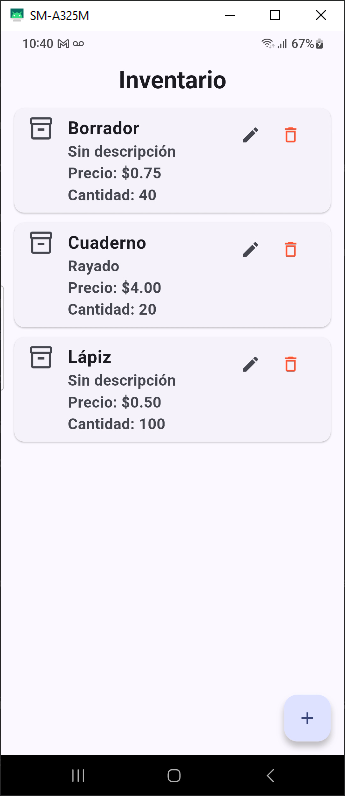 SM-A325M
10:40 67%
Inventario
Borrador
Sin descripción
Precio: $0.75
Cantidad: 40
Cuaderno
Rayado
Precio: $4.00
Cantidad: 20
Lápiz
Sin descripción
Precio: $0.50
Cantidad: 100